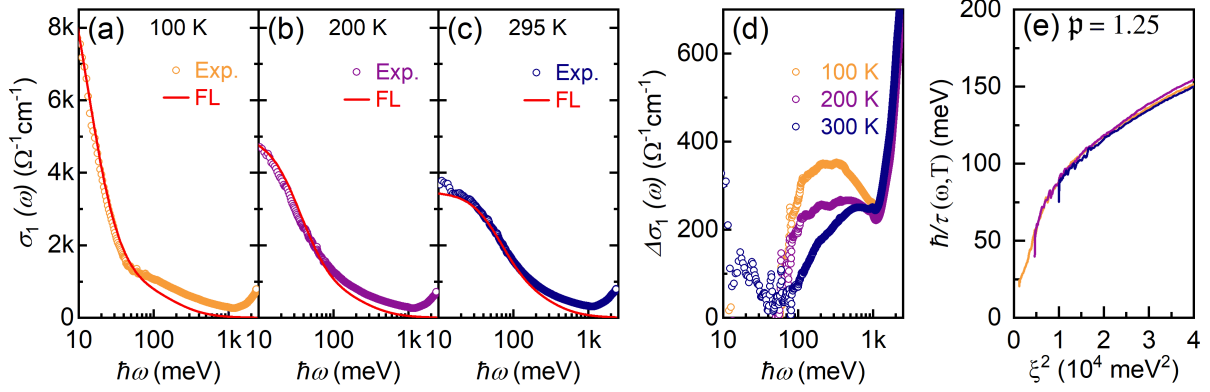 8k
6k
4k
2k
0
σ₁ (ω) (Ω⁻¹cm⁻¹)
(a) 100 K
Exp.
FL
10 100 1k
ħω (meV)
(b) 200 K
Exp.
FL
10 100 1k
ħω (meV)
(c) 295 K
Exp.
FL
10 100 1k
ħω (meV)
600
400
200
0
Δσ₁ (ω) (Ω⁻¹cm⁻¹)
(d)
100 K
200 K
300 K
10 100 1k
ħω (meV)
200
150
100
50
0
ħ/τ (ω,T) (meV)
(e) 𝔭 = 1.25
0 1 2 3 4
ξ² (10⁴ meV²)